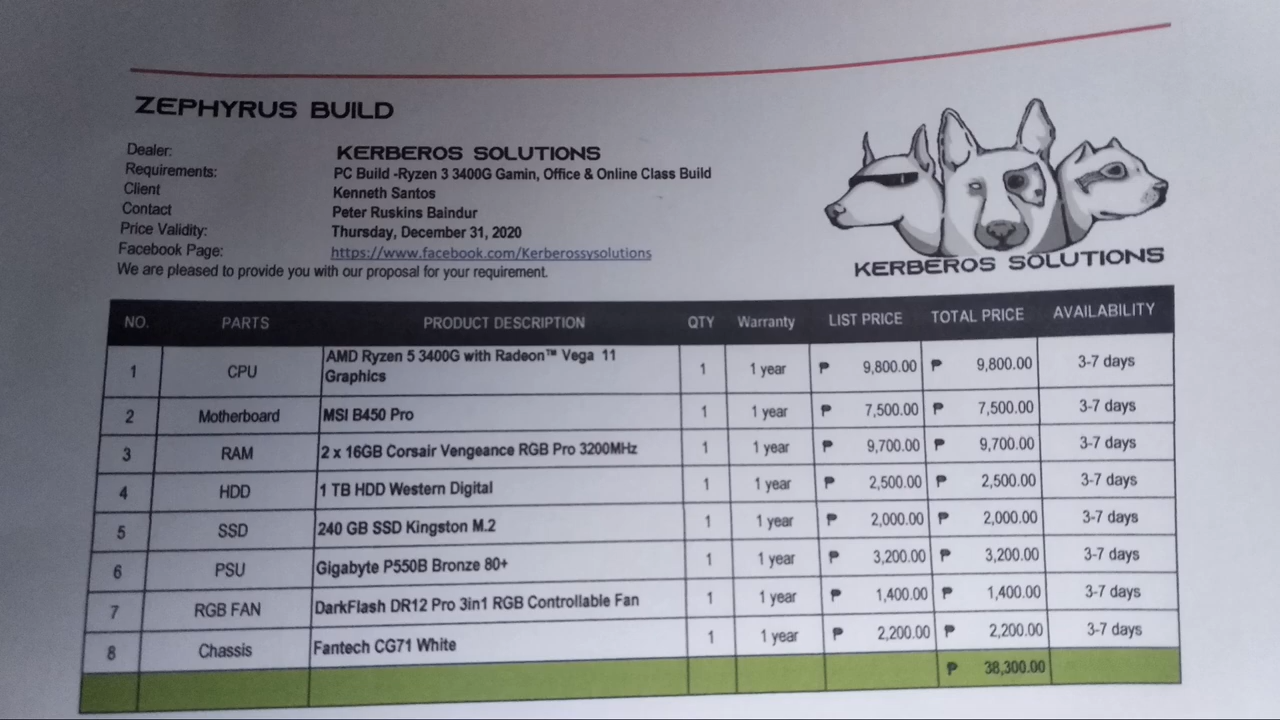 ZEPHYRUS BUILD
Dealer: KERBEROS SOLUTIONS
Requirements: PC Build -Ryzen 3 3400G Gamin, Office & Online Class Build
Client Kenneth Santos
Contact Peter Ruskins Baindur
Price Validity: Thursday, December 31, 2020
Facebook Page: https://www.facebook.com/Kerberossysolutions
We are pleased to provide you with our proposal for your requirement.
KERBEROS SOLUTIONS
NO. PARTS PRODUCT DESCRIPTION QTY Warranty LIST PRICE TOTAL PRICE AVAILABILITY
1 CPU AMD Ryzen 5 3400G with Radeon™ Vega 11 Graphics 1 1 year ₱ 9,800.00 ₱ 9,800.00 3-7 days
2 Motherboard MSI B450 Pro 1 1 year ₱ 7,500.00 ₱ 7,500.00 3-7 days
3 RAM 2 x 16GB Corsair Vengeance RGB Pro 3200MHz 1 1 year ₱ 9,700.00 ₱ 9,700.00 3-7 days
4 HDD 1 TB HDD Western Digital 1 1 year ₱ 2,500.00 ₱ 2,500.00 3-7 days
5 SSD 240 GB SSD Kingston M.2 1 1 year ₱ 2,000.00 ₱ 2,000.00 3-7 days
6 PSU Gigabyte P550B Bronze 80+ 1 1 year ₱ 3,200.00 ₱ 3,200.00 3-7 days
7 RGB FAN DarkFlash DR12 Pro 3in1 RGB Controllable Fan 1 1 year ₱ 1,400.00 ₱ 1,400.00 3-7 days
8 Chassis Fantech CG71 White 1 1 year ₱ 2,200.00 ₱ 2,200.00 3-7 days
₱ 38,300.00